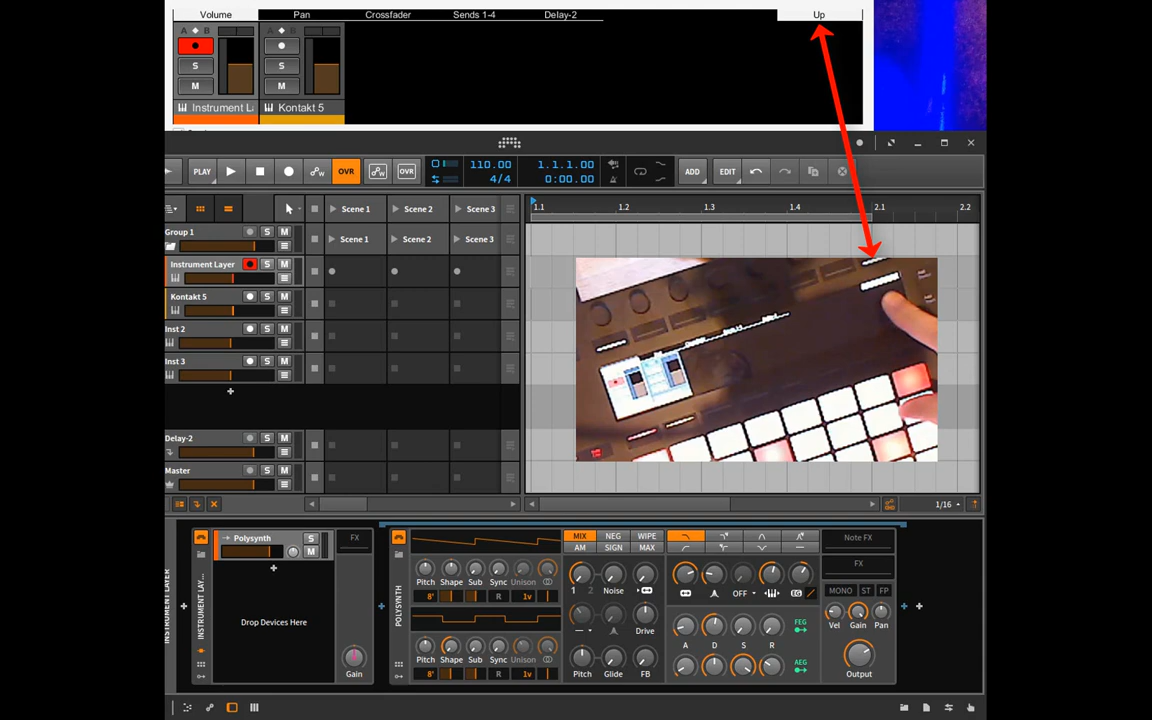 Volume Pan Crossfader Sends 1-4 Delay-2 Up
A B A B
S S
M M
Instrument La Kontakt 5
PLAY OVR OVR 110.00 4/4 1.1.1.00 0:00.00 ADD EDIT
Scene 1 Scene 2 Scene 3 1.1 1.2 1.3 1.4 2.1 2.2
Group 1 S M Scene 1 Scene 2 Scene 3
Instrument Layer S M
Kontakt 5 S M
Inst 2 S M
Inst 3 S M
Delay-2 S M
Master S M
1/16
INSTRUMENT LAYER
INSTRUMENT LAY...
Polysynth S M
Drop Devices Here
FX
Gain
POLYSYNTH
Pitch Shape Sub Sync Unison
8' R 1v
Pitch Shape Sub Sync Unison
8' R 1v
MIX NEG WIPE
AM SIGN MAX
1 2 Noise
Drive
Pitch Glide FB
OFF EG
A D S R
FEG
AEG
Note FX
FX
MONO ST FP
Vel Gain Pan
Output